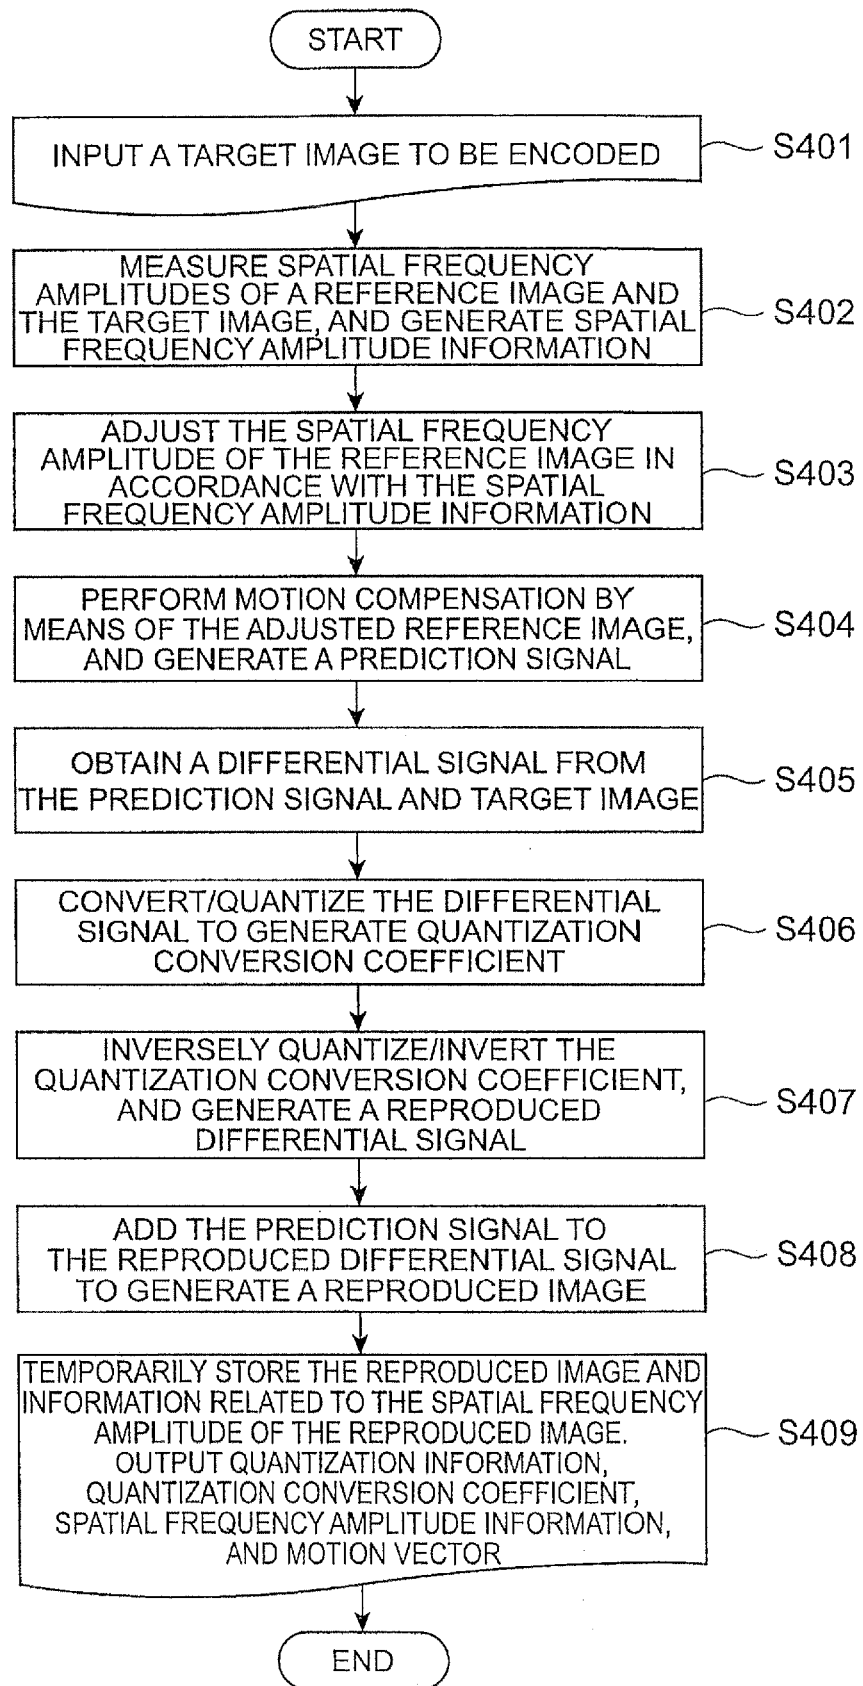 START
INPUT A TARGET IMAGE TO BE ENCODED
S401
MEASURE SPATIAL FREQUENCY
AMPLITUDES OF A REFERENCE IMAGE AND
THE TARGET IMAGE, AND GENERATE SPATIAL
FREQUENCY AMPLITUDE INFORMATION
S402
ADJUST THE SPATIAL FREQUENCY
AMPLITUDE OF THE REFERENCE IMAGE IN
ACCORDANCE WITH THE SPATIAL
FREQUENCY AMPLITUDE INFORMATION
S403
PERFORM MOTION COMPENSATION BY
MEANS OF THE ADJUSTED REFERENCE IMAGE,
AND GENERATE A PREDICTION SIGNAL
S404
OBTAIN A DIFFERENTIAL SIGNAL FROM
THE PREDICTION SIGNAL AND TARGET IMAGE
S405
CONVERT/QUANTIZE THE DIFFERENTIAL
SIGNAL TO GENERATE QUANTIZATION
CONVERSION COEFFICIENT
S406
INVERSELY QUANTIZE/INVERT THE
QUANTIZATION CONVERSION COEFFICIENT,
AND GENERATE A REPRODUCED
DIFFERENTIAL SIGNAL
S407
ADD THE PREDICTION SIGNAL TO
THE REPRODUCED DIFFERENTIAL SIGNAL
TO GENERATE A REPRODUCED IMAGE
S408
TEMPORARILY STORE THE REPRODUCED IMAGE AND
INFORMATION RELATED TO THE SPATIAL FREQUENCY
AMPLITUDE OF THE REPRODUCED IMAGE.
OUTPUT QUANTIZATION INFORMATION,
QUANTIZATION CONVERSION COEFFICIENT,
SPATIAL FREQUENCY AMPLITUDE INFORMATION,
AND MOTION VECTOR
S409
END